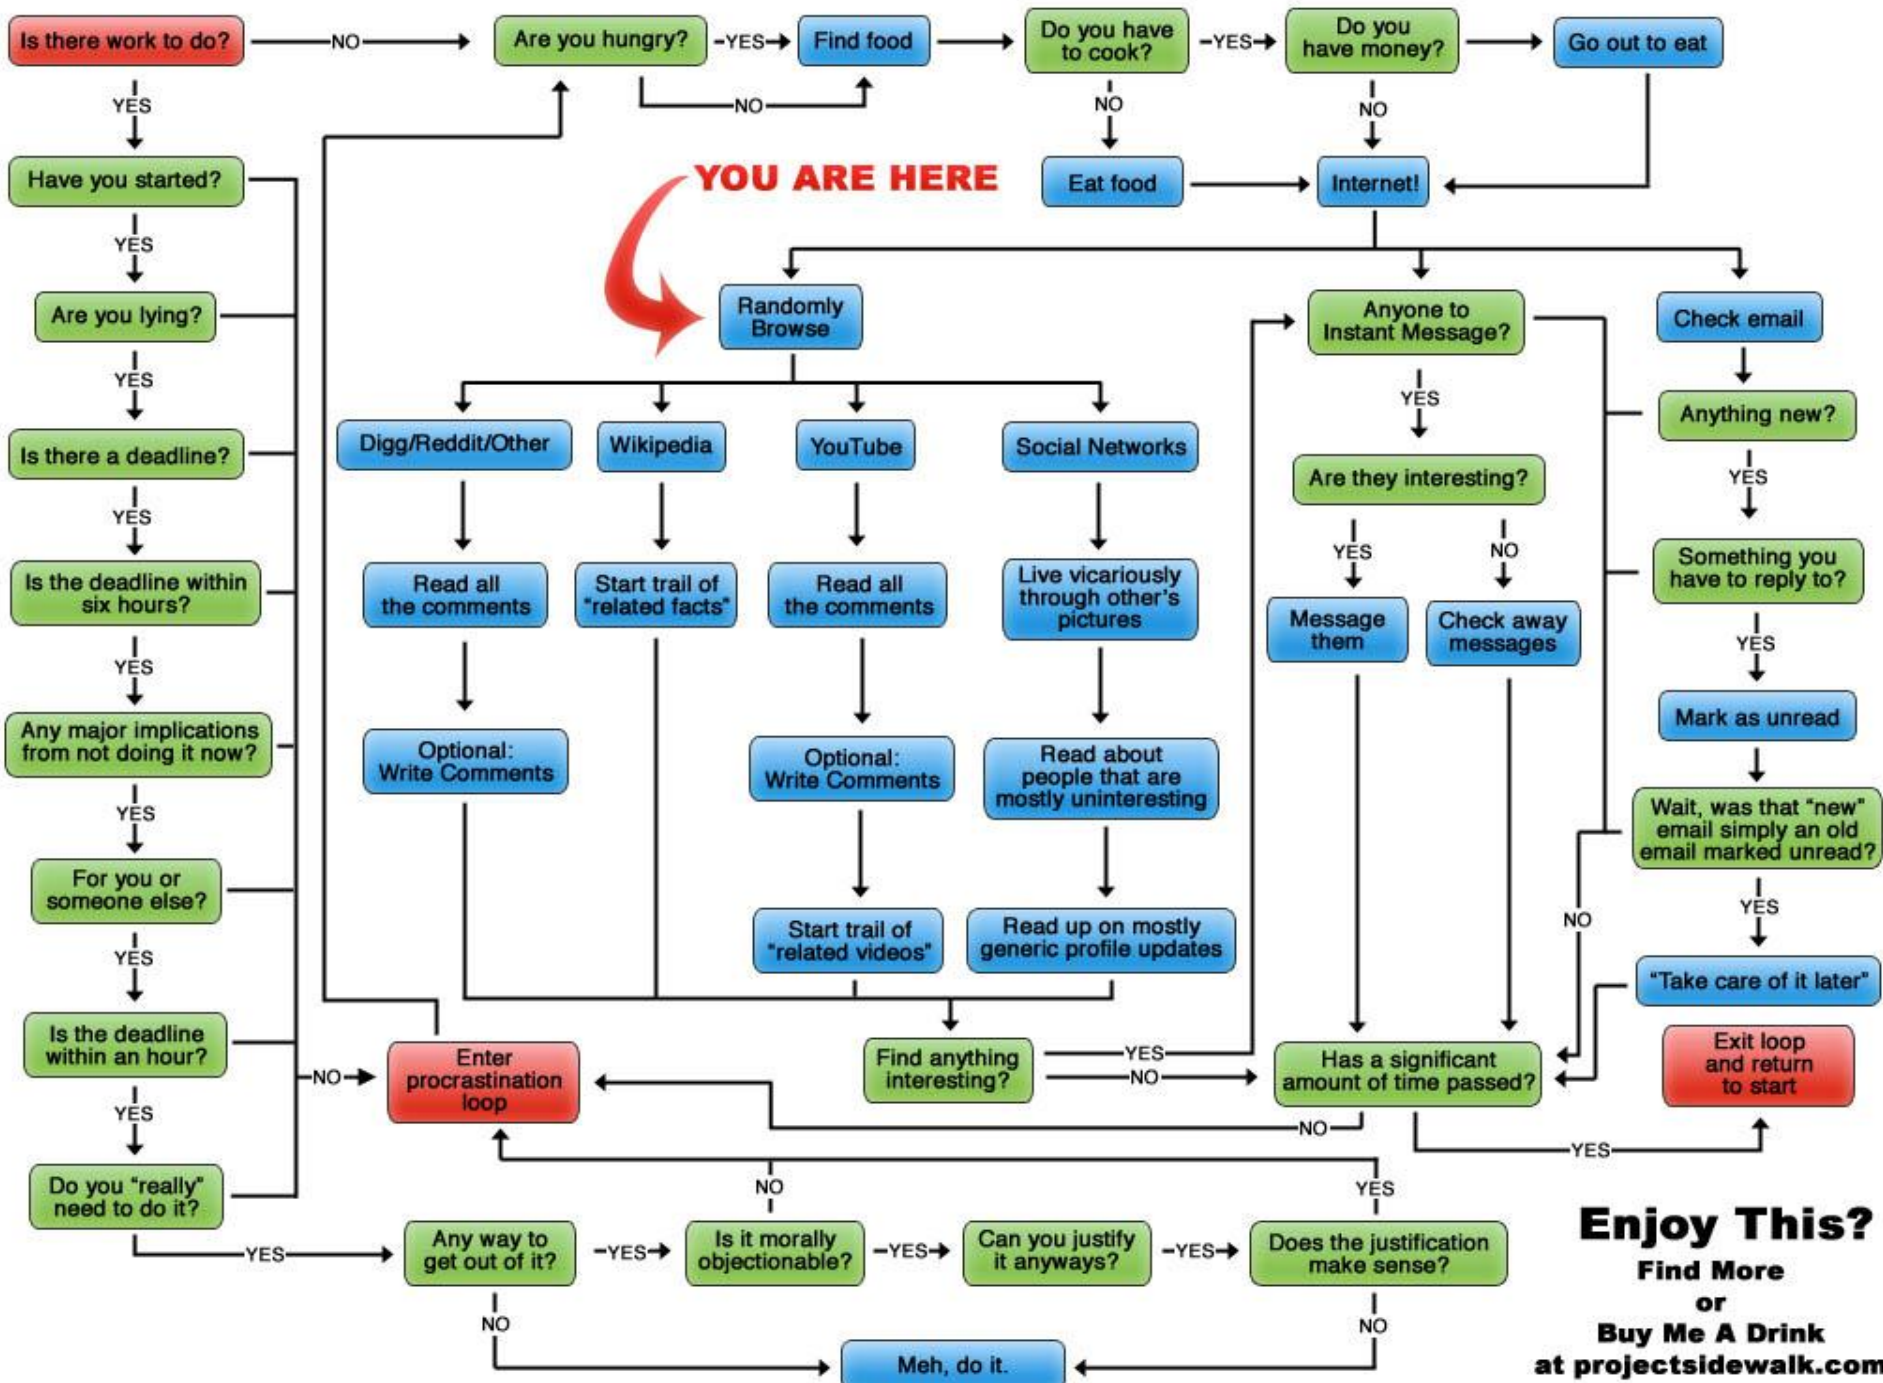 Is there work to do?
NO
Are you hungry?
YES
Find food
Do you have
to cook?
YES
Do you
have money?
Go out to eat
YES
NO
NO
NO
Have you started?
YOU ARE HERE
Eat food
Internet!
YES
Are you lying?
Randomly
Browse
Anyone to
Instant Message?
Check email
YES
YES
Anything new?
Is there a deadline?
Digg/Reddit/Other
Wikipedia
YouTube
Social Networks
Are they interesting?
YES
YES
YES
NO
Is the deadline within
six hours?
Read all
the comments
Start trail of
"related facts"
Read all
the comments
Live vicariously
through other's
pictures
Message
them
Check away
messages
Something you
have to reply to?
YES
YES
Any major implications
from not doing it now?
Optional:
Write Comments
Optional:
Write Comments
Read about
people that are
mostly uninteresting
Mark as unread
YES
Wait, was that "new"
email simply an old
email marked unread?
For you or
someone else?
Start trail of
"related videos"
Read up on mostly
generic profile updates
NO
YES
YES
"Take care of it later"
Is the deadline
within an hour?
NO
Enter
procrastination
loop
Find anything
interesting?
YES
NO
Has a significant
amount of time passed?
Exit loop
and return
to start
YES
NO
YES
Do you "really"
need to do it?
NO
YES
YES
Any way to
get out of it?
YES
Is it morally
objectionable?
YES
Can you justify
it anyways?
YES
Does the justification
make sense?
NO
NO
Meh, do it.
Enjoy This?
Find More
or
Buy Me A Drink
at projectsidewalk.com